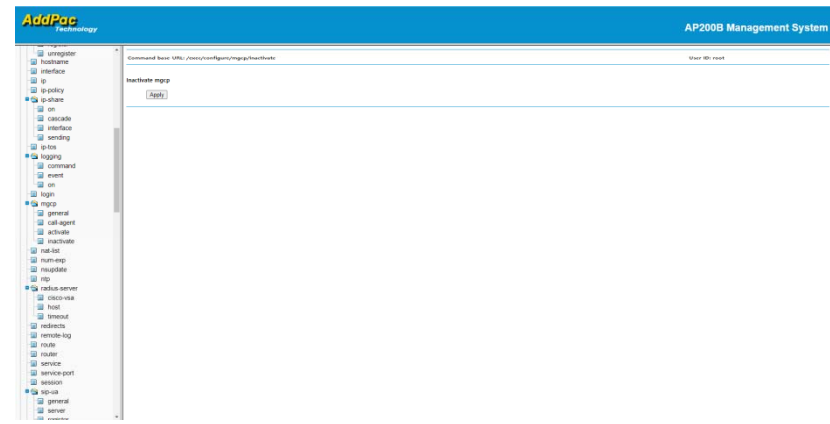 AddPac
Technology
AP200B Management System
unregister
hostname
interface
ip
ip-policy
ip-share
on
cascade
interface
sending
ip-tos
logging
command
event
on
login
mgcp
general
call-agent
activate
inactivate
nat-list
num-exp
nsupdate
ntp
radius-server
cisco-vsa
host
timeout
redirects
remote-log
route
router
service
service-port
session
sip-ua
general
server
register
Command base URL: /exec/configure/mgcp/inactivate
User ID: root
Inactivate mgcp
Apply